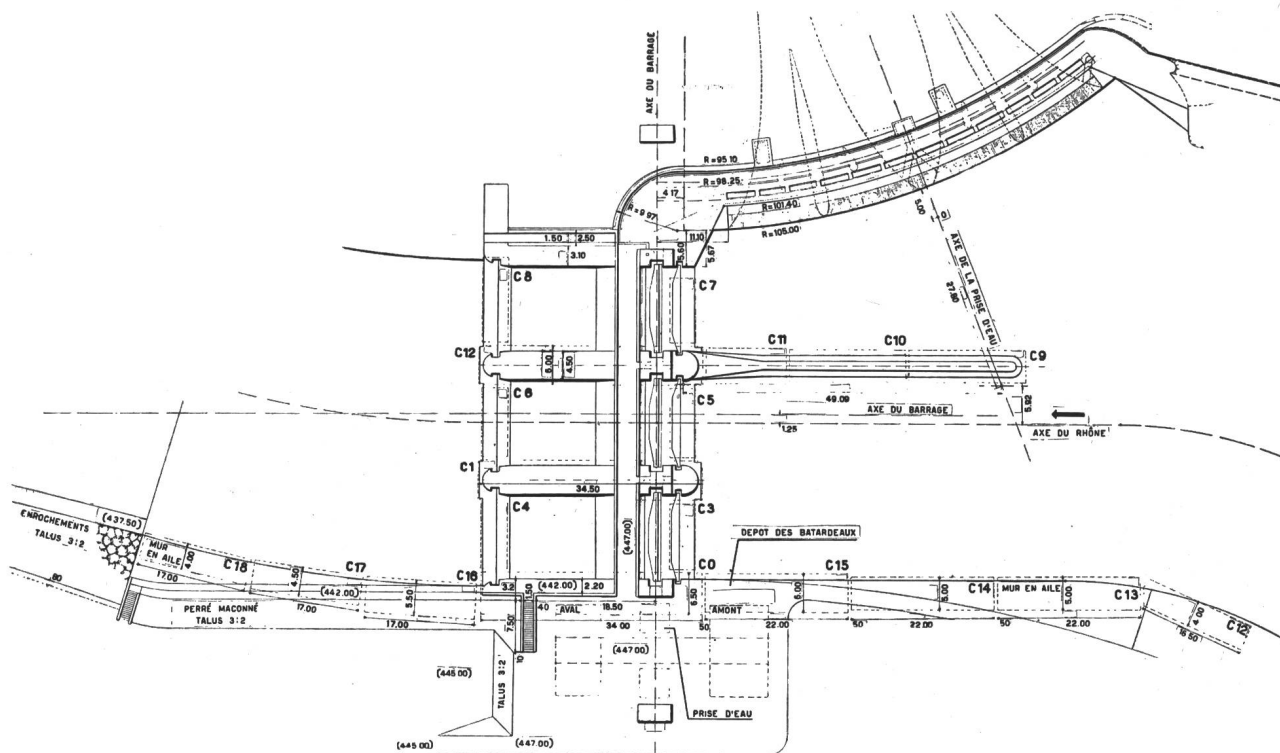 AXE DU BARRAGE
R=95.10
R=98.25
4.17
R=9.97
R=101.40
R=105.00
11.10
5.60
5.67
5.00
0
AXE DE LA PRISE D'EAU
27.80
1.50
2.50
3.10
C8
C7
C12
6.00
4.50
C11
C10
C9
C6
C5
49.09
5.92
AXE DU BARRAGE
1.25
AXE DU RHÔNE
C1
34.50
C4
C3
(447.00)
ENROCHEMENTS
TALUS 3:2
(437.50)
MUR
EN AILE
4.00
17.00
C18
4.50
C17
C16
(442.00)
17.00
5.50
PERRÉ MACONNÉ
TALUS 3:2
17.00
3.2
1.50
(442.00)
2.20
40
AVAL
18.50
34.00
7.50
10
(447.00)
C0
6.50
AMONT
DEPOT DES BATARDEAUX
C15
6.00
50
22.00
50
5.00
22.00
C14
MUR EN AILE
50
5.00
22.00
C13
4.50
16.50
C12
.80
(445.00)
TALUS 3:2
PRISE D'EAU
(445.00)
(447.00)